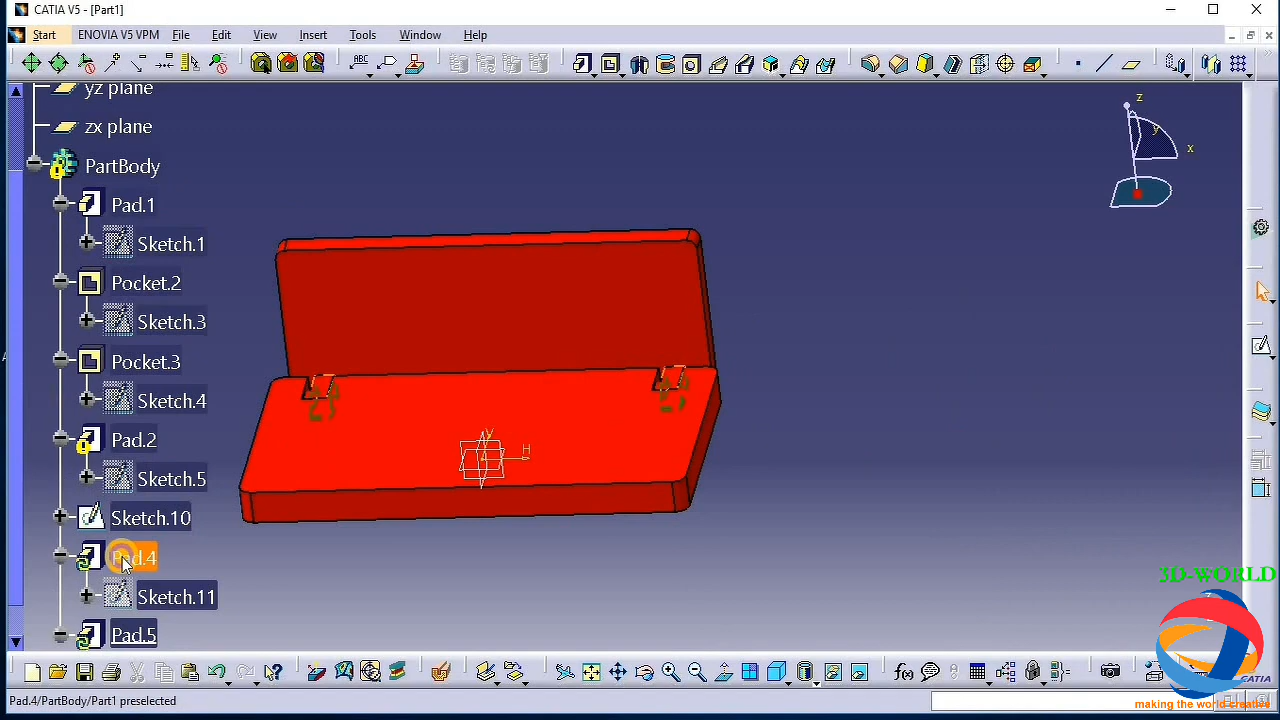 CATIA V5 - [Part1]
Start ENOVIA V5 VPM File Edit View Insert Tools Window Help
ABC
yz plane
zx plane
PartBody
Pad.1
Sketch.1
Pocket.2
Sketch.3
Pocket.3
Sketch.4
Pad.2
Sketch.5
Sketch.10
Pad.4
Sketch.11
Pad.5
z
y
x
V
H
3D-WORLD
CATIA
making the world creative
f(x)
Pad.4/PartBody/Part1 preselected